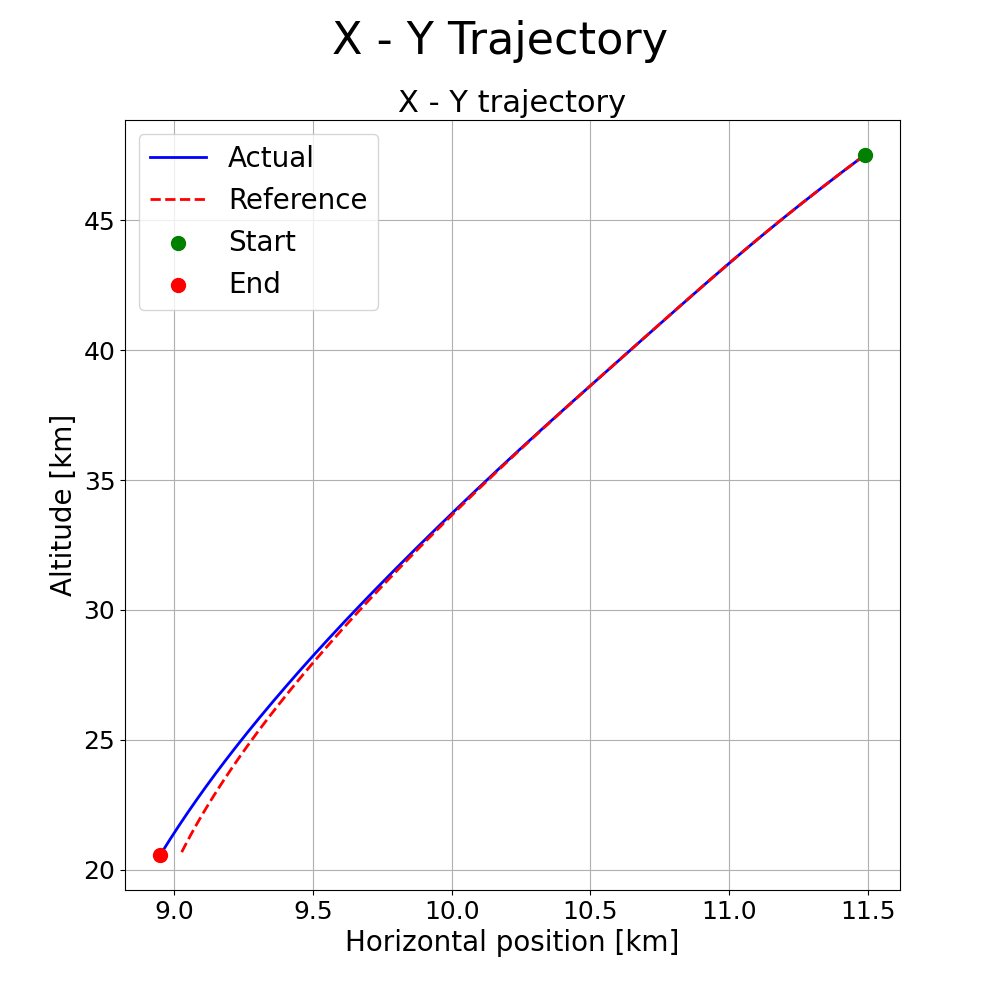 X - Y Trajectory
X - Y trajectory
Actual
Reference
Start
End
45
40
35
30
25
20
Altitude [km]
9.0 9.5 10.0 10.5 11.0 11.5
Horizontal position [km]